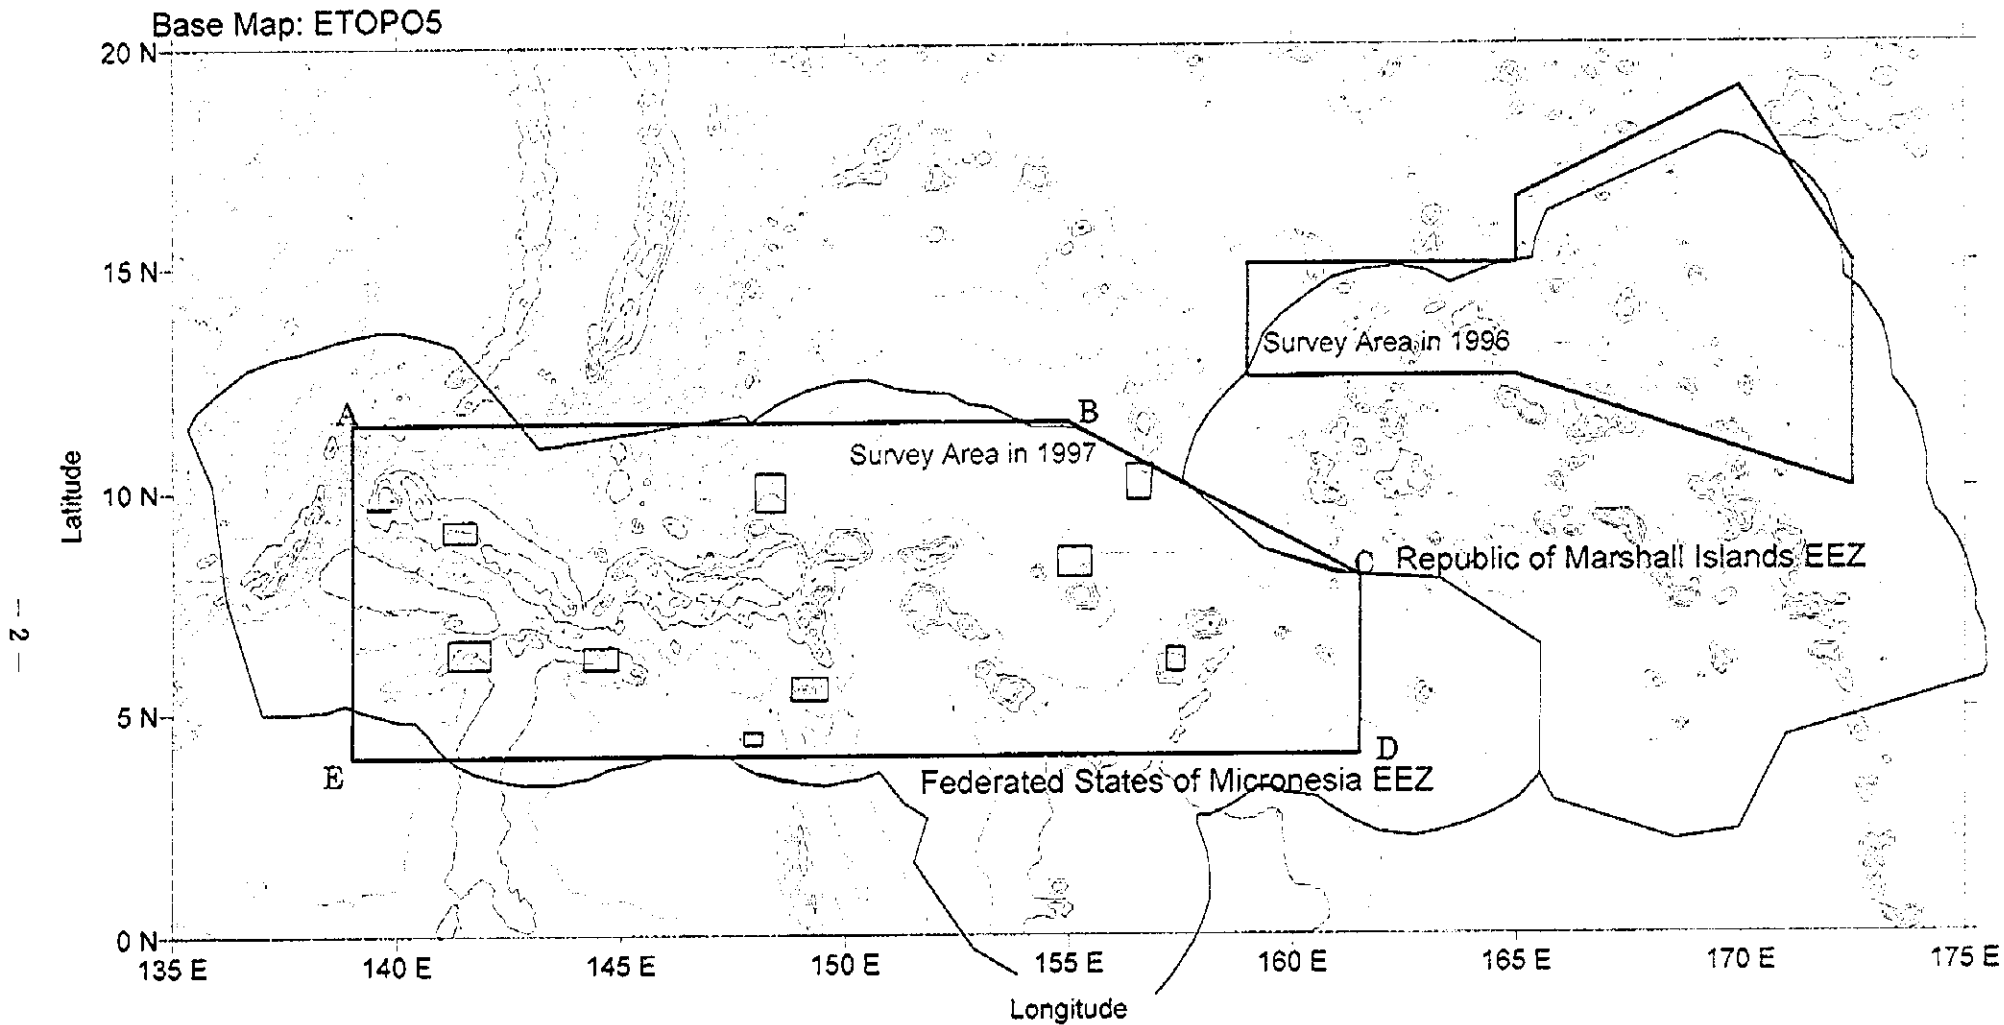 Base Map: ETOPO5
20 N
15 N
Survey Area in 1996
A
B
Survey Area in 1997
Latitude
10 N
C
Republic of Marshall Islands EEZ
5 N
D
E
Federated States of Micronesia EEZ
0 N
135 E
140 E
145 E
150 E
155 E
160 E
165 E
170 E
175 E
Longitude
— 2 —